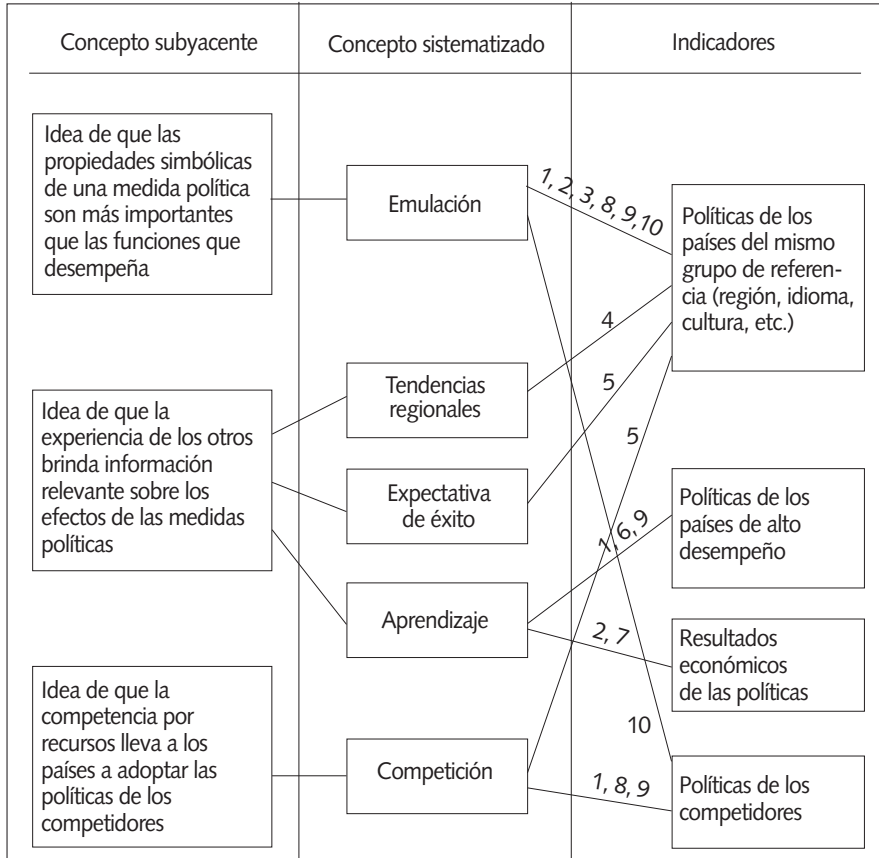 Concepto subyacente
Concepto sistematizado
Indicadores
Idea de que las
propiedades simbólicas
de una medida política
son más importantes
que las funciones que
desempeña
Emulación
1, 2, 3, 8, 9,10
Políticas de los
países del mismo
grupo de referen-
cia (región, idioma,
cultura, etc.)
4
Tendencias
regionales
5
Idea de que la
experiencia de los otros
brinda información
relevante sobre los
efectos de las medidas
políticas
5
Expectativa
de éxito
Políticas de los
países de alto
desempeño
1, 6, 9
Aprendizaje
2, 7
Resultados
económicos
de las políticas
Idea de que la
competencia por
recursos lleva a los
países a adoptar las
políticas de los
competidores
10
Competición
1, 8, 9
Políticas de los
competidores